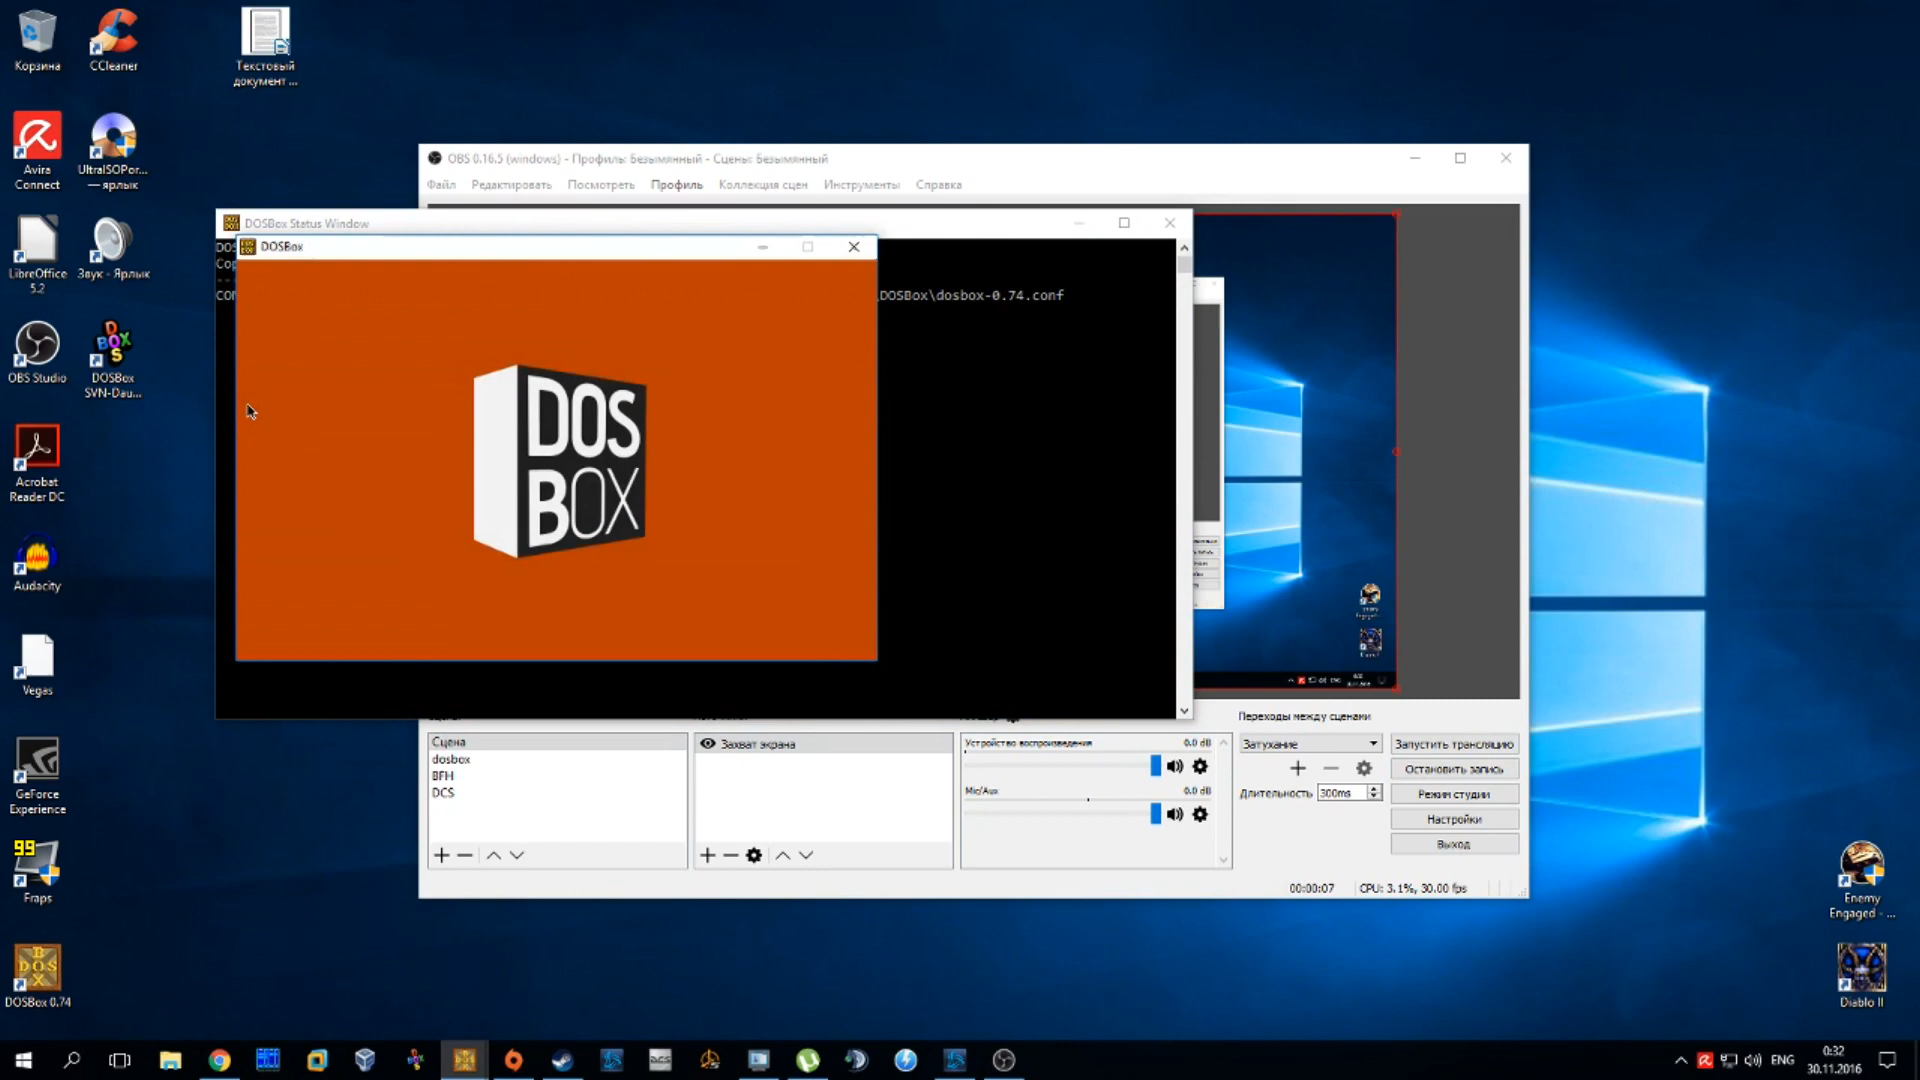 Корзина
CCleaner
Текстовый
документ ...
Avira
Connect
UltraISOPor...
— ярлык
LibreOffice
5.2
Звук - Ярлык
OBS Studio
DOSBox
SVN-Dau...
Acrobat
Reader DC
Audacity
Vegas
GeForce
Experience
99
Fraps
DOSBox 0.74
Enemy
Engaged - ...
Diablo II
OBS 0.16.5 (windows) - Профиль: Безымянный - Сцены: Безымянный
Файл Редактировать Посмотреть Профиль Коллекция сцен Инструменты Справка
DOSBox Status Window
DOSBox
DOS
BOX
DOSBox\dosbox-0.74.conf
Переходы между сценами
Сцена
dosbox
BFH
DCS
Захват экрана
Устройство воспроизведения 0.0 dB
Mic/Aux 0.0 dB
Затухание
Длительность 300ms
Запустить трансляцию
Остановить запись
Режим студии
Настройки
Выход
00:00:07 CPU: 3.1%, 30.00 fps
ENG
0:32
30.11.2016